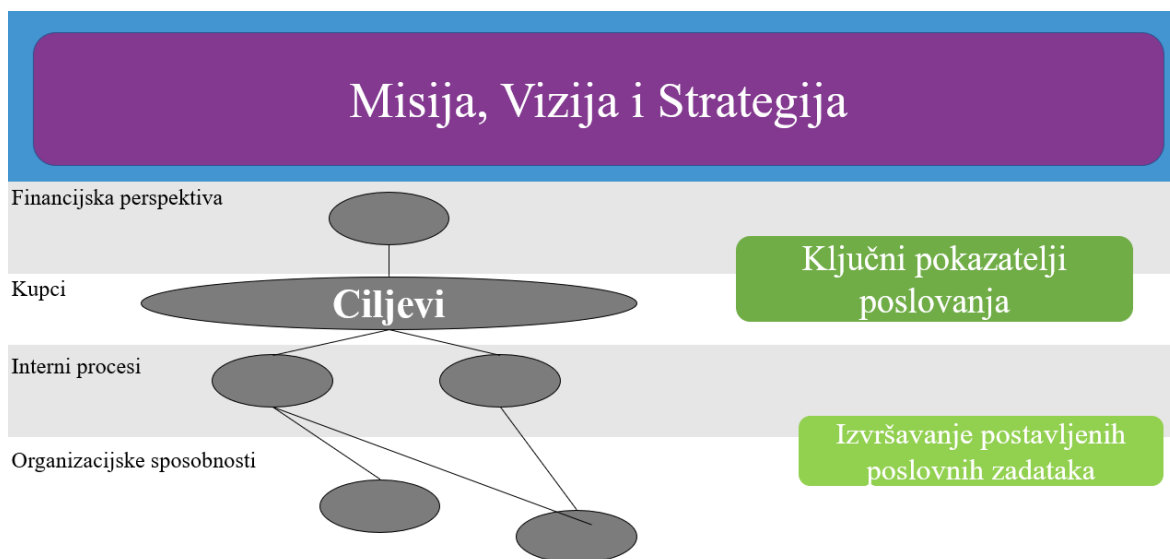 Misija, Vizija i Strategija
Financijska perspektiva
Ključni pokazatelji
poslovanja
Kupci
Ciljevi
Interni procesi
Izvršavanje postavljenih
poslovnih zadataka
Organizacijske sposobnosti